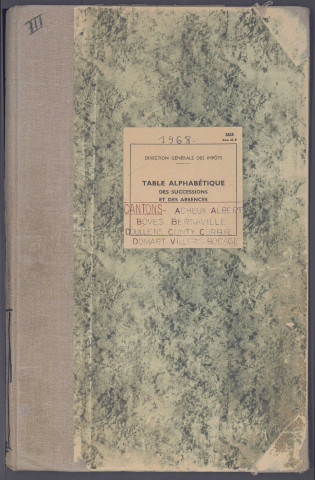 III
1968
DIRECTION GÉNÉRALE DES IMPÔTS
TABLE ALPHABÉTIQUE
DES SUCCESSIONS
ET DES ABSENCES
CANTONS - ACHEUX ALBERT
BOVES BERNAVILLE
DOULLENS CONTY CORBIE
DOMART VILLERS-BOCAGE